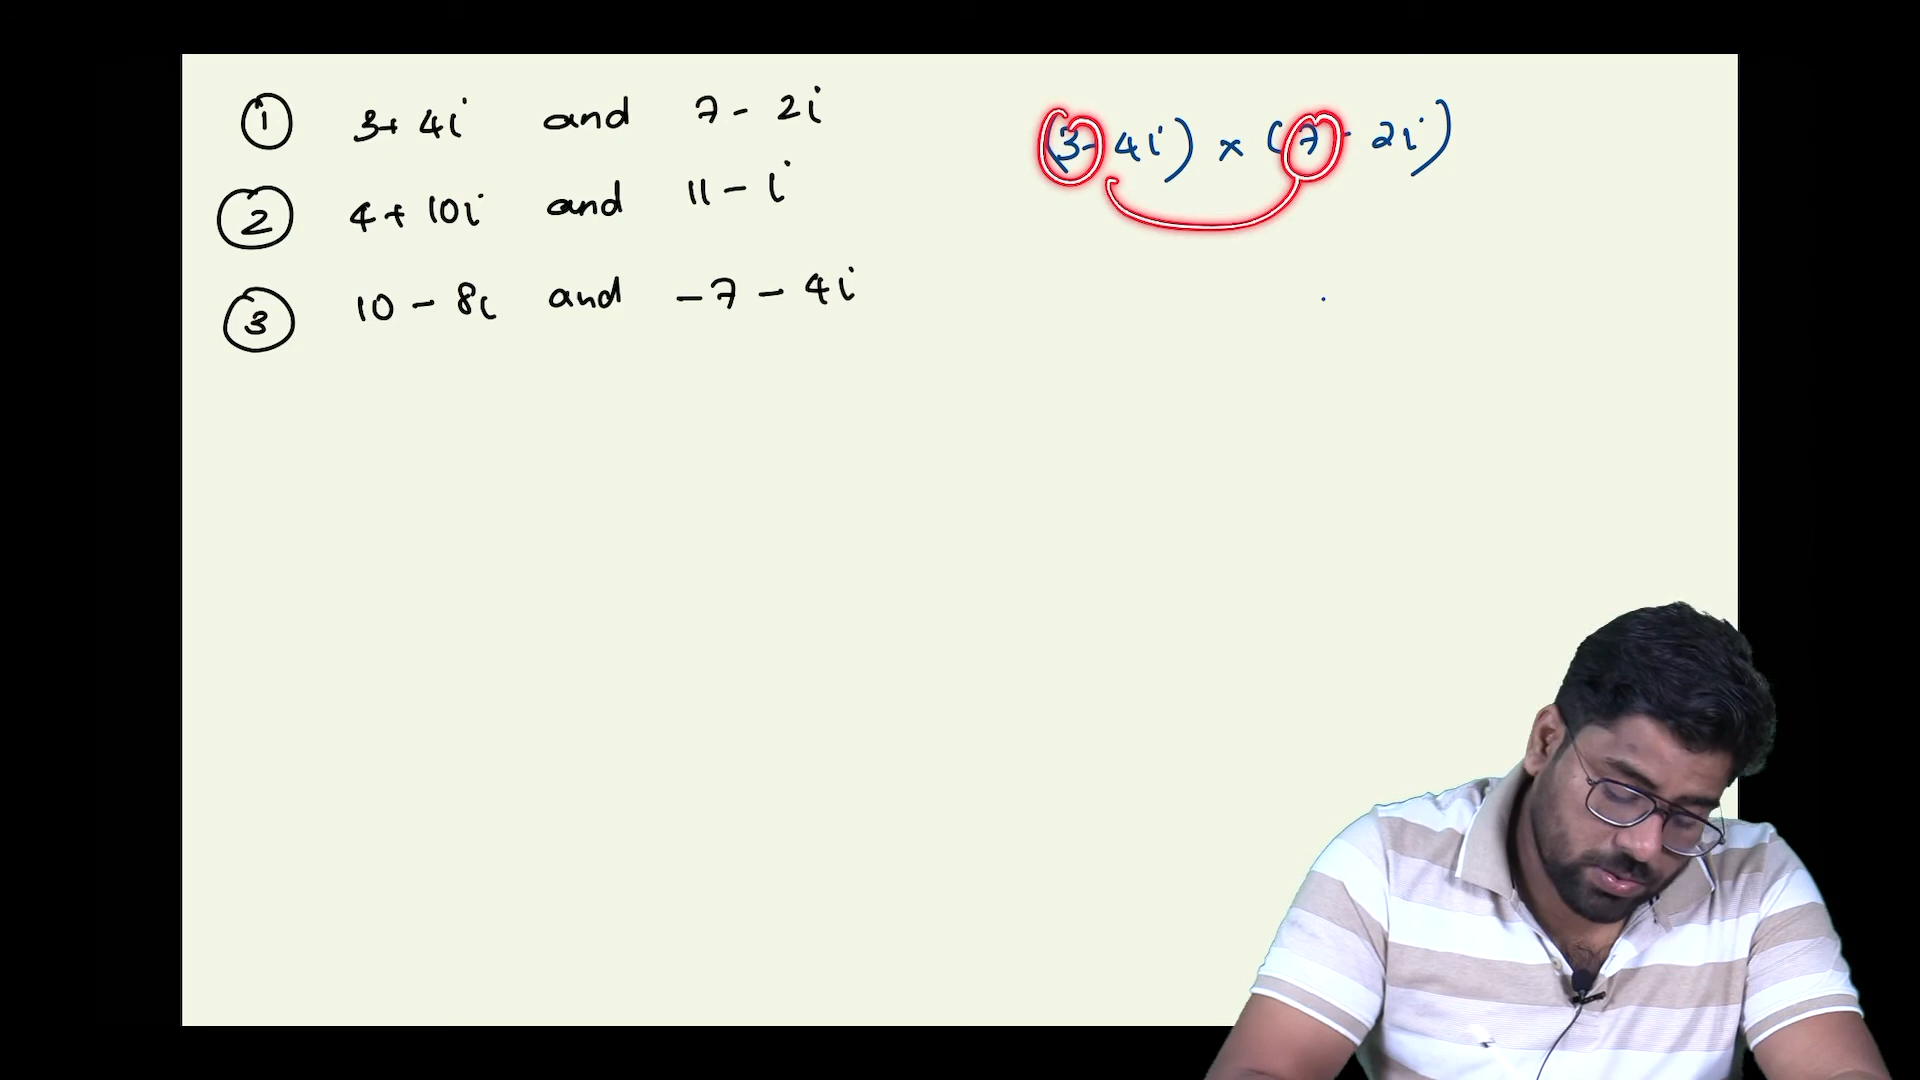 ① 3+ 4i and 7 - 2i
② 4 + 10i and 11 - i
③ 10 - 8i and -7 - 4i
(3- 4i) × (7 - 2i)